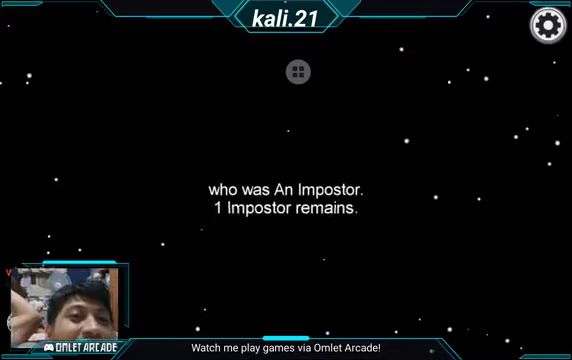 kali.21
who was An Impostor.
1 Impostor remains.
OMLET ARCADE
Watch me play games via Omlet Arcade!